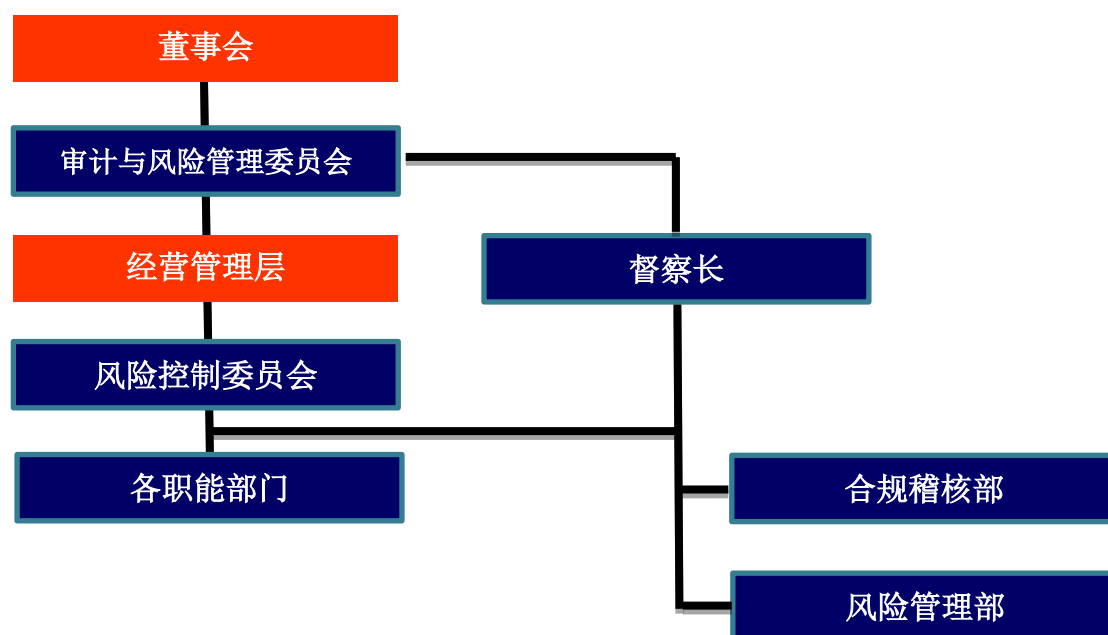 董事会
审计与风险管理委员会
经营管理层
督察长
风险控制委员会
各职能部门
合规稽核部
风险管理部